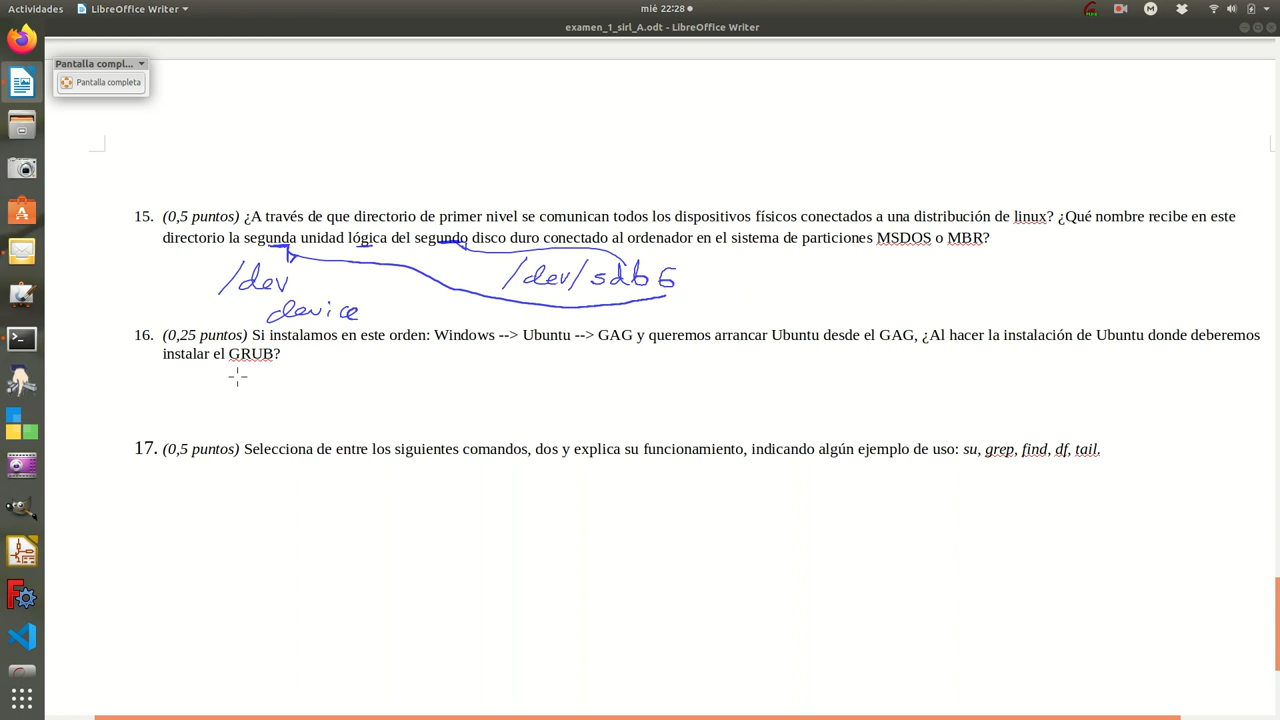 Actividades LibreOffice Writer mié 22:28
examen_1_sirl_A.odt - LibreOffice Writer
Pantalla compl...
Pantalla completa
15. (0,5 puntos) ¿A través de que directorio de primer nivel se comunican todos los dispositivos físicos conectados a una distribución de linux? ¿Qué nombre recibe en este
directorio la segunda unidad lógica del segundo disco duro conectado al ordenador en el sistema de particiones MSDOS o MBR?
/dev /dev/sdb6
device
16. (0,25 puntos) Si instalamos en este orden: Windows --> Ubuntu --> GAG y queremos arrancar Ubuntu desde el GAG, ¿Al hacer la instalación de Ubuntu donde deberemos
instalar el GRUB?
17. (0,5 puntos) Selecciona de entre los siguientes comandos, dos y explica su funcionamiento, indicando algún ejemplo de uso: su, grep, find, df, tail.